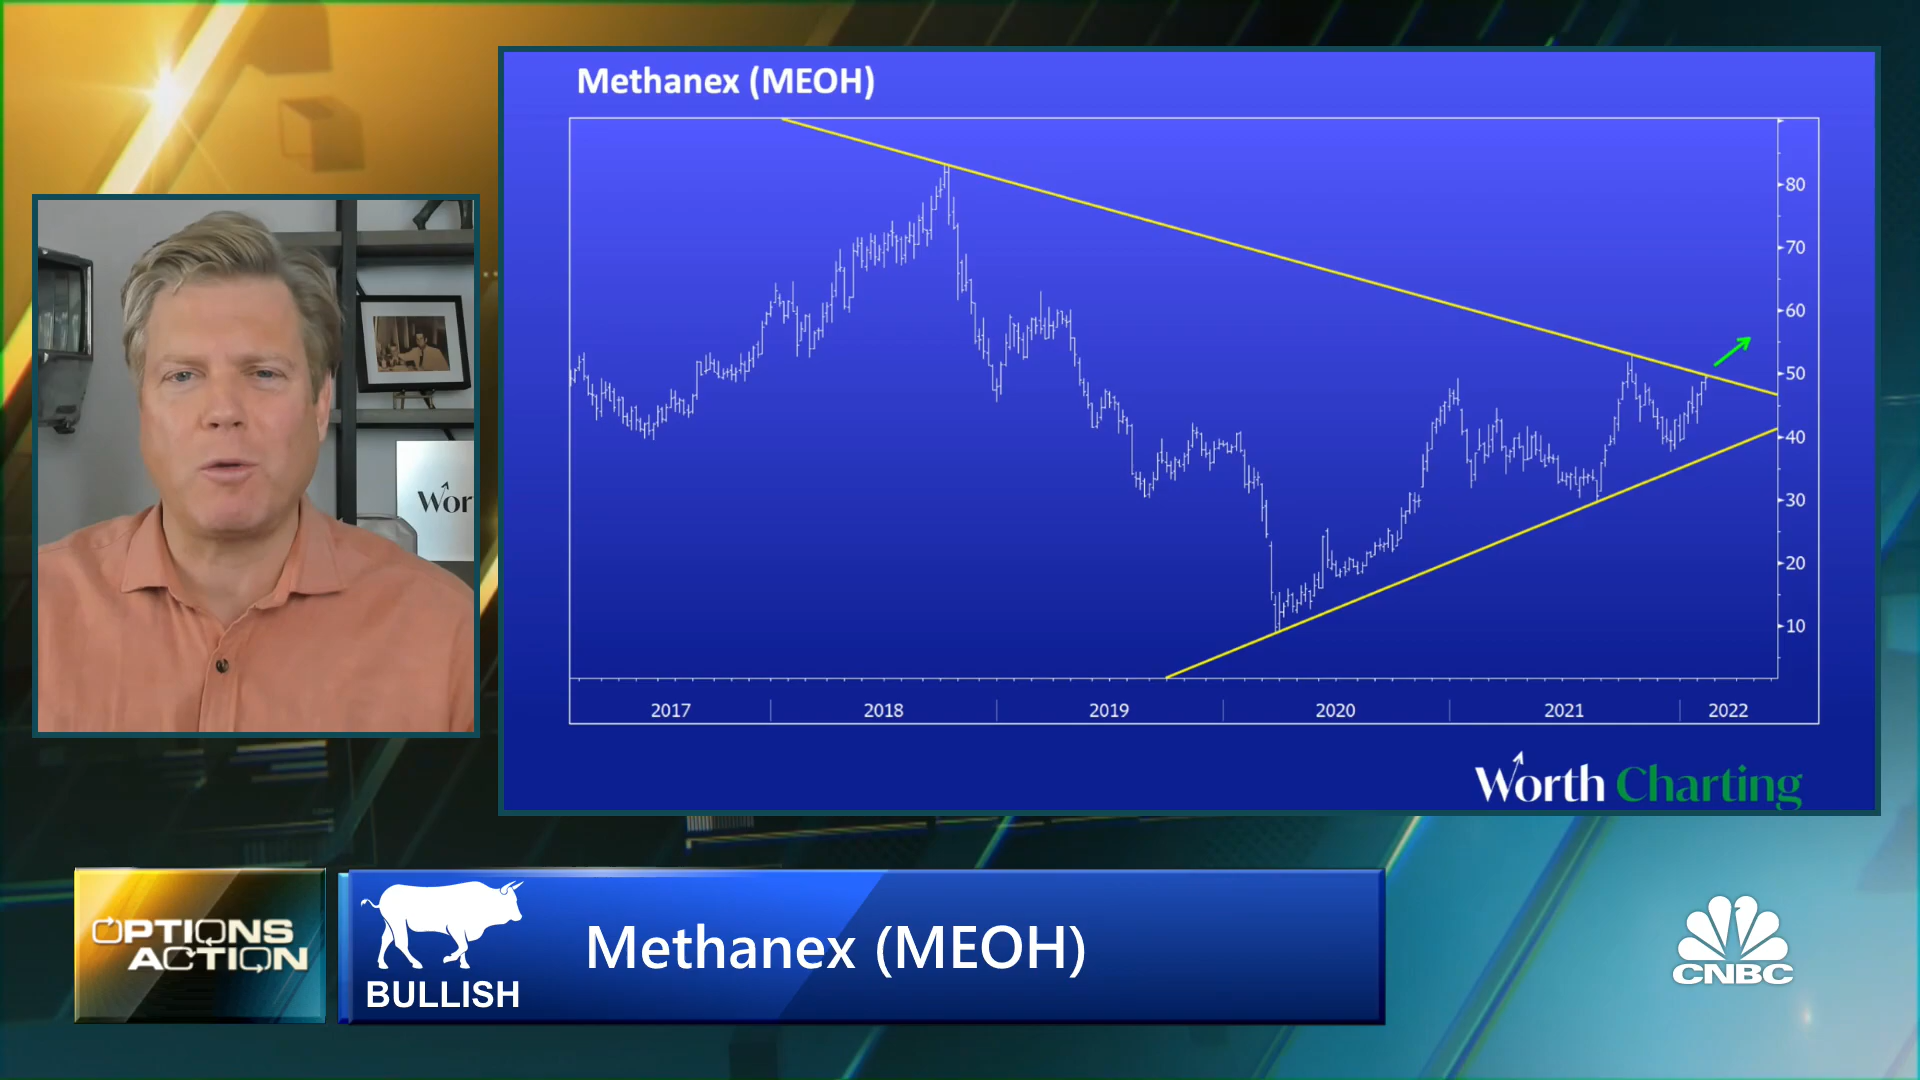 Methanex (MEOH)
80
70
60
50
40
30
20
10
2017 2018 2019 2020 2021 2022
Worth Charting
Wor
OPTIONS
ACTION
BULLISH
Methanex (MEOH)
CNBC